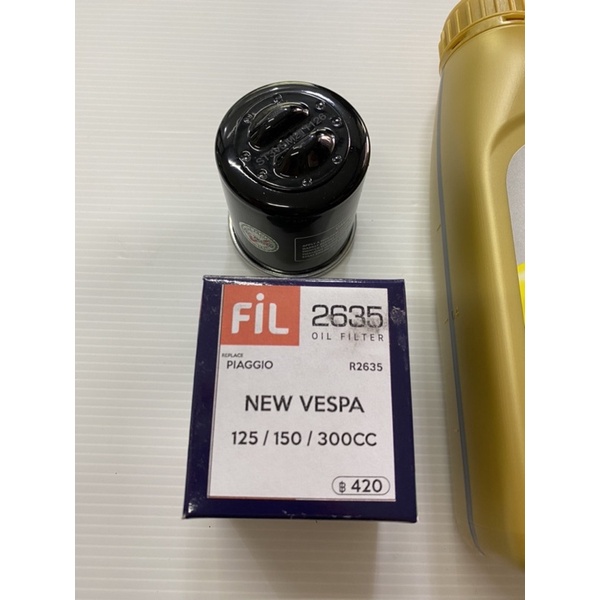 FiL
2635
OIL FILTER
REPLACE
PIAGGIO
R2635
NEW VESPA
125 / 150 / 300CC
฿ 420